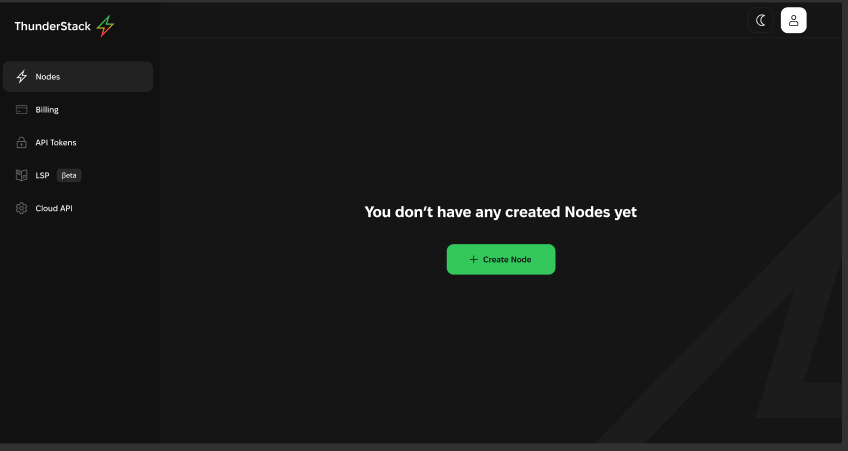 ThunderStack
Nodes
Billing
API Tokens
LSP βeta
Cloud API
You don’t have any created Nodes yet
+ Create Node